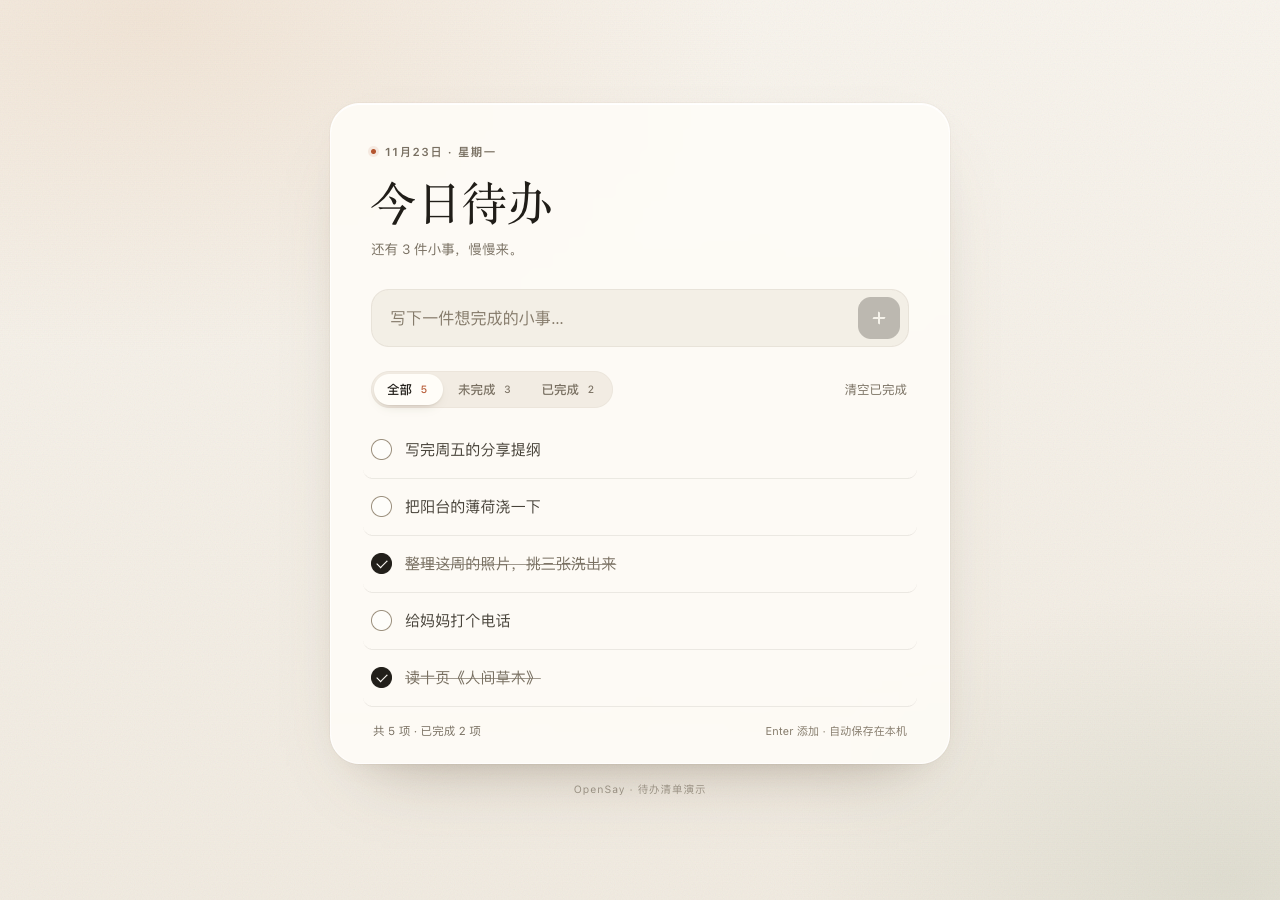 11月23日 · 星期一
今日待办
还有 3 件小事，慢慢来。
写下一件想完成的小事...
全部 5 未完成 3 已完成 2 清空已完成
写完周五的分享提纲
把阳台的薄荷浇一下
整理这周的照片，挑三张洗出来
给妈妈打个电话
读十页《人间草木》
共 5 项 · 已完成 2 项 Enter 添加 · 自动保存在本机
OpenSay · 待办清单演示